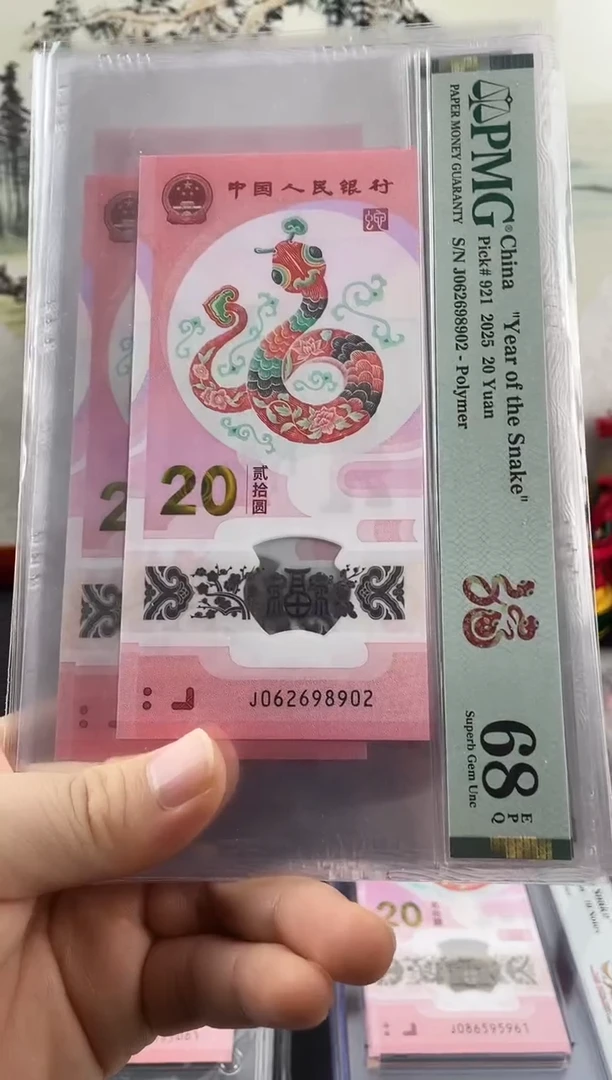 中国人民银行
20
贰拾圆
J062698902
2
PMG®
PAPER MONEY GUARANTY
China "Year of the Snake"
Pick# 921 2025 20 Yuan
S/N J062698902 - Polymer
68 EPQ
Superb Gem Unc
20
J086595961